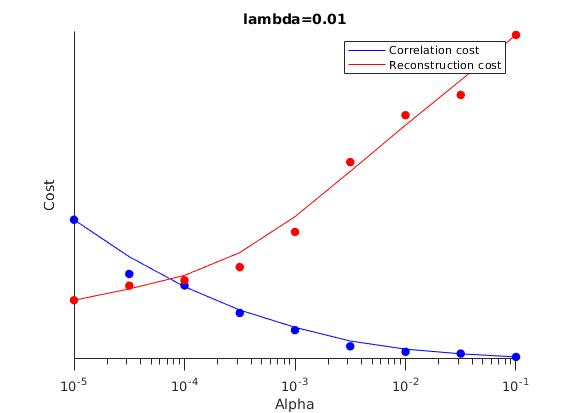 lambda=0.01
Correlation cost
Reconstruction cost
Cost
10^-5 10^-4 10^-3 10^-2 10^-1
Alpha